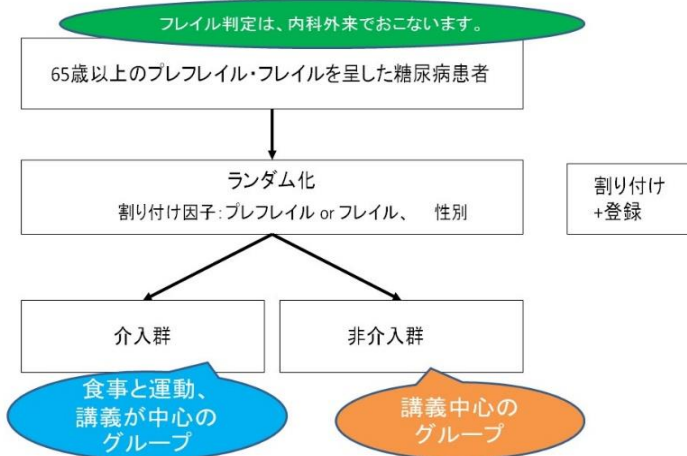 フレイル判定は、内科外来でおこないます。
65歳以上のプレフレイル・フレイルを呈した糖尿病患者
ランダム化
割り付け因子：プレフレイル or フレイル、　性別
割り付け
+登録
介入群
非介入群
食事と運動、
講義が中心の
グループ
講義中心の
グループ